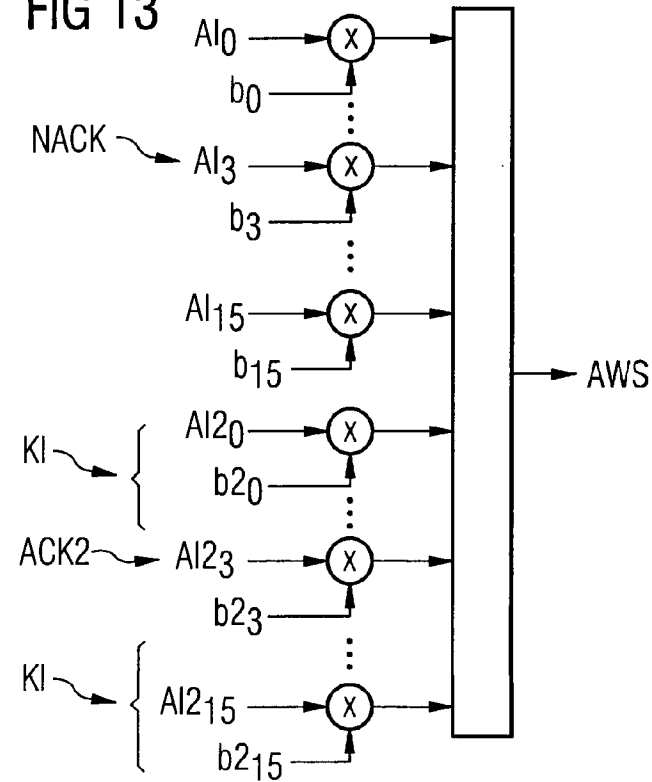 FIG 13
AI0 X
b0
NACK AI3 X
b3
AI15 X
b15
AWS
KI AI20 X
b20
ACK2 AI23 X
b23
KI AI215 X
b215